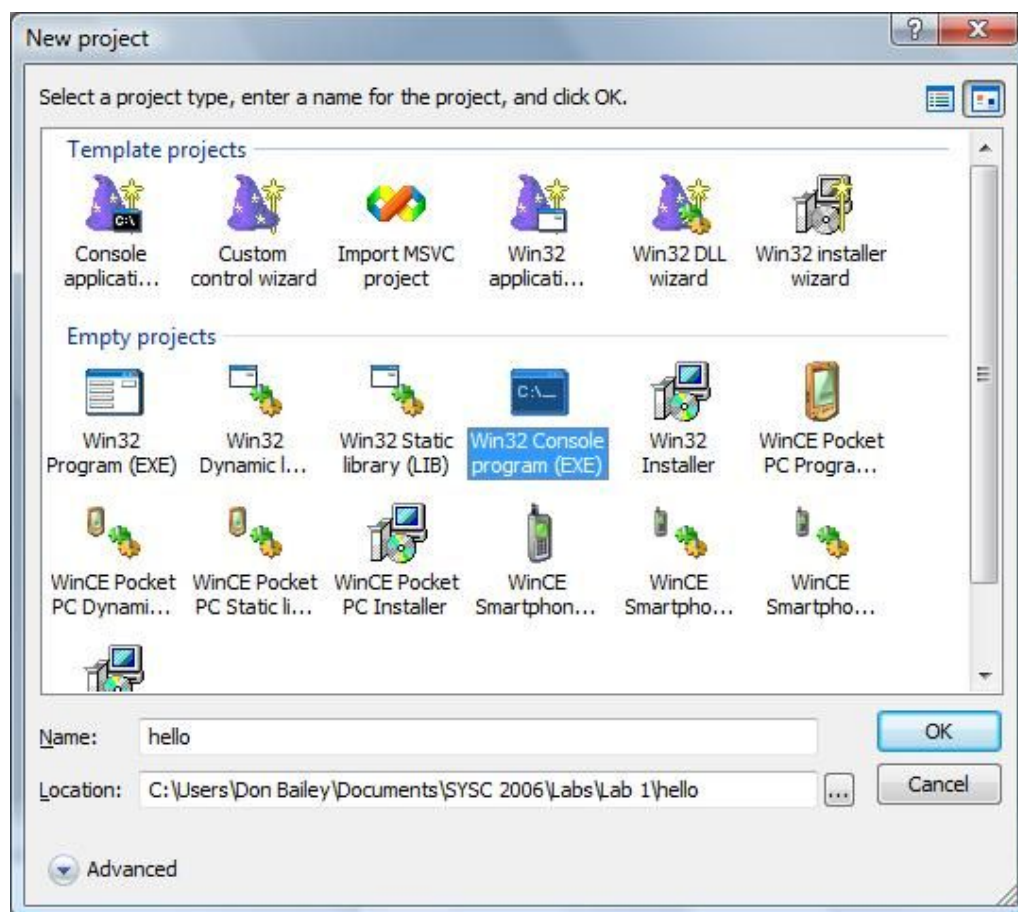 New project
Select a project type, enter a name for the project, and click OK.
Template projects
Console applicati...
Custom control wizard
Import MSVC project
Win32 applicati...
Win32 DLL wizard
Win32 installer wizard
Empty projects
Win32 Program (EXE)
Win32 Dynamic l...
Win32 Static library (LIB)
Win32 Console program (EXE)
Win32 Installer
WinCE Pocket PC Progra...
WinCE Pocket PC Dynami...
WinCE Pocket PC Static li...
WinCE Pocket PC Installer
WinCE Smartphon...
WinCE Smartpho...
WinCE Smartpho...
Name: hello
OK
Location: C:\Users\Don Bailey\Documents\SYSC 2006\Labs\Lab 1\hello
...
Cancel
Advanced